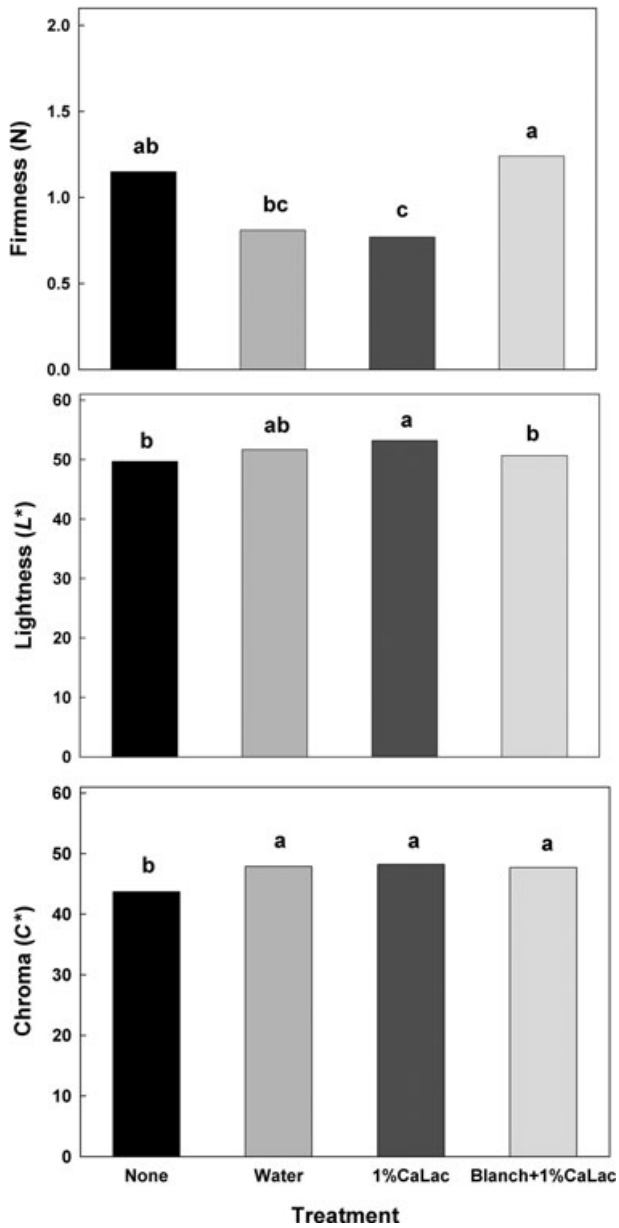 2.0
1.5
1.0
0.5
0.0
Firmness (N)
ab
bc
c
a
60
50
40
30
20
10
0
Lightness (L*)
b
ab
a
b
60
50
40
30
20
10
0
Chroma (C*)
b
a
a
a
None Water 1%CaLac Blanch+1%CaLac
Treatment